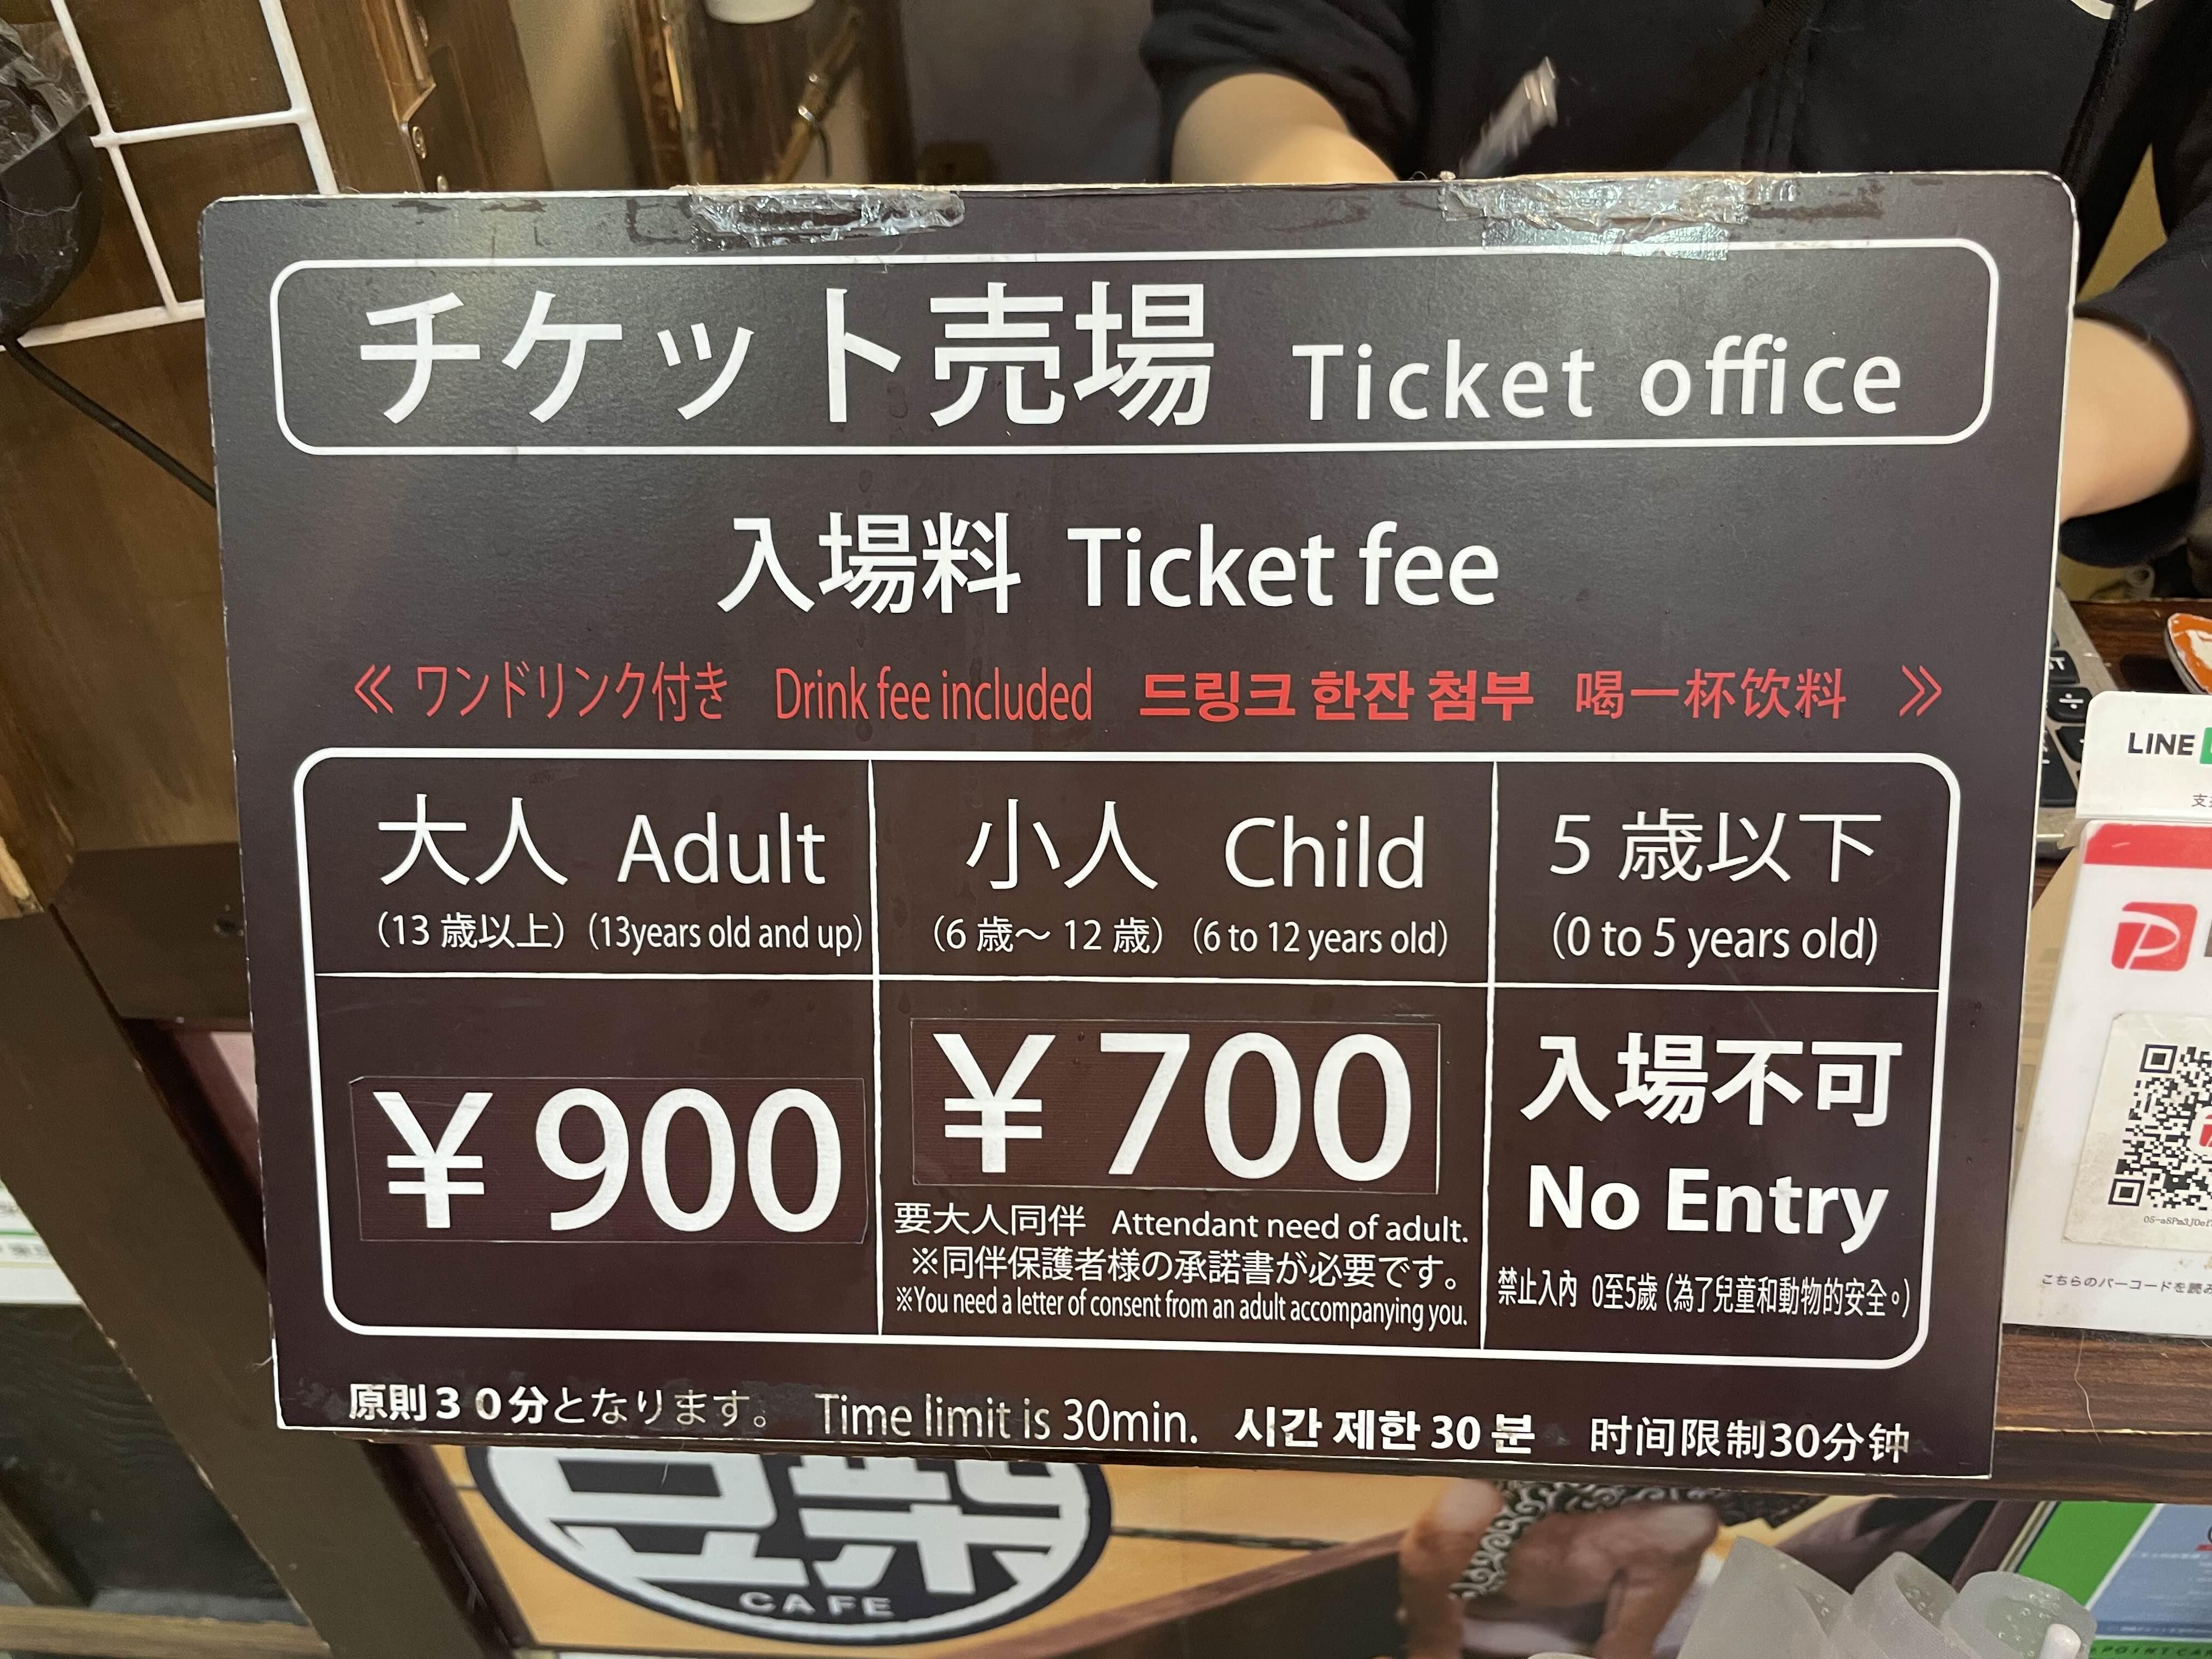 チケット売場 Ticket office
入場料 Ticket fee
≪ ワンドリンク付き Drink fee included 드링크 한잔 첨부 喝一杯饮料 ≫
大人 Adult
(13 歳以上) (13years old and up)
￥900
小人 Child
(6 歳～ 12 歳) (6 to 12 years old)
￥700
要大人同伴 Attendant need of adult.
※同伴保護者様の承諾書が必要です。
※You need a letter of consent from an adult accompanying you.
5 歳以下
(0 to 5 years old)
入場不可
No Entry
禁止入內 0至5歲 (為了兒童和動物的安全。)
原則３０分となります。 Time limit is 30min. 시간 제한 30 분 时间限制30分钟
LINE
豆柴
CAFE